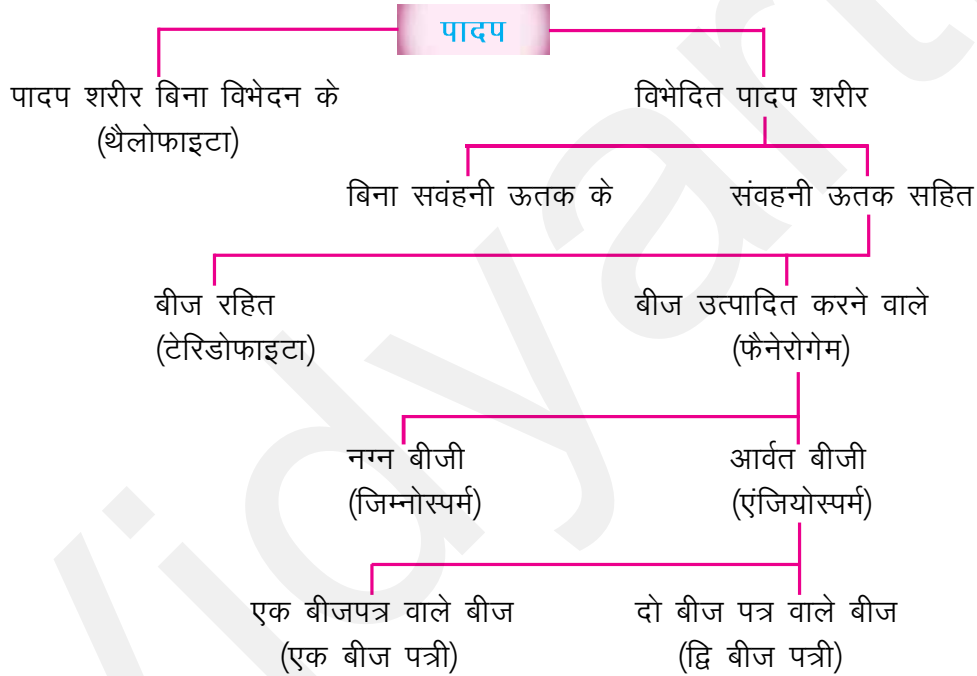 पादप
पादप शरीर बिना विभेदन के
(थैलोफाइटा)
विभेदित पादप शरीर
बिना सवंहनी ऊतक के
संवहनी ऊतक सहित
बीज रहित
(टेरिडोफाइटा)
बीज उत्पादित करने वाले
(फैनेरोगेम)
नग्न बीजी
(जिम्नोस्पर्म)
आर्वत बीजी
(एंजियोस्पर्म)
एक बीजपत्र वाले बीज
(एक बीज पत्री)
दो बीज पत्र वाले बीज
(द्वि बीज पत्री)